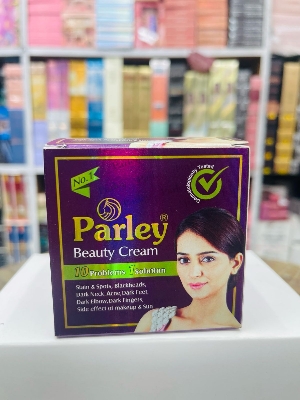 No.1
Dermatologically Tested
Parley®
Beauty Cream
10 Problems 1 Solution
Stain & Spots, Blackheads,
Dark Neck, Acne, Dark Feet,
Dark Elbow, Dark Fingers,
Side effect of makeup & Sun